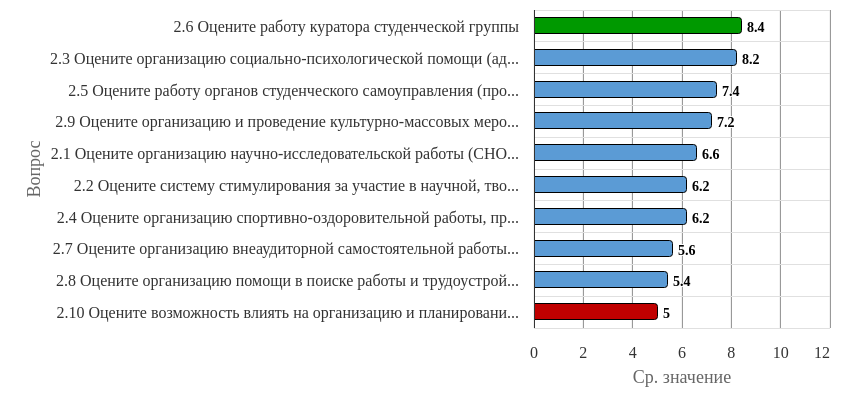 2.6 Оцените работу куратора студенческой группы 8.4
2.3 Оцените организацию социально-психологической помощи (ад... 8.2
2.5 Оцените работу органов студенческого самоуправления (про... 7.4
2.9 Оцените организацию и проведение культурно-массовых меро... 7.2
2.1 Оцените организацию научно-исследовательской работы (СНО... 6.6
2.2 Оцените систему стимулирования за участие в научной, тво... 6.2
2.4 Оцените организацию спортивно-оздоровительной работы, пр... 6.2
2.7 Оцените организацию внеаудиторной самостоятельной работы... 5.6
2.8 Оцените организацию помощи в поиске работы и трудоустрой... 5.4
2.10 Оцените возможность влиять на организацию и планировани... 5
Вопрос
0 2 4 6 8 10 12
Ср. значение